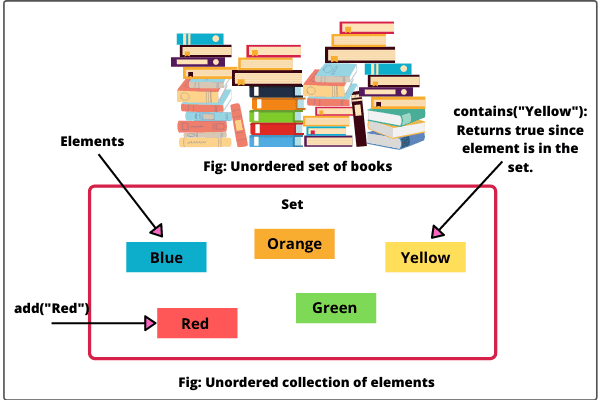 Fig: Unordered set of books
Elements
contains("Yellow"):
Returns true since
element is in the
set.
Set
Blue
Orange
Yellow
add("Red")
Red
Green
Fig: Unordered collection of elements